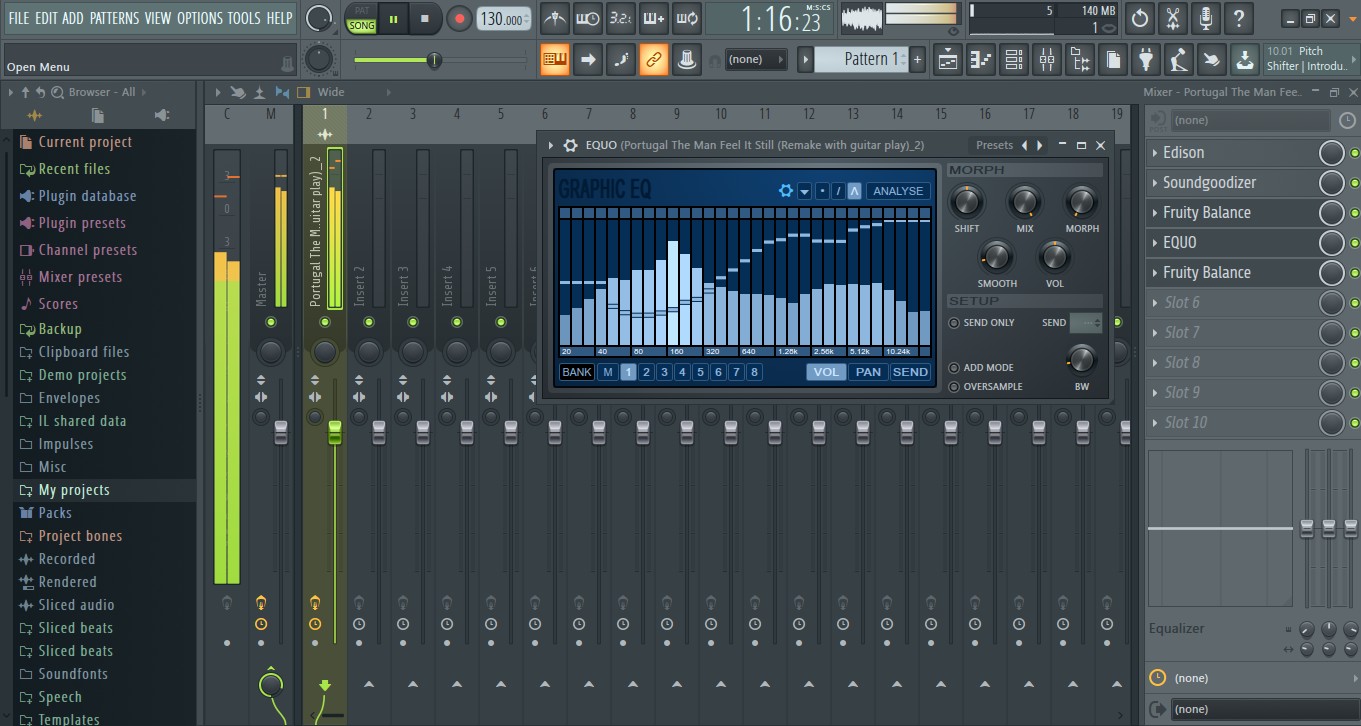 FILE EDIT ADD PATTERNS VIEW OPTIONS TOOLS HELP
PAT
SONG
130.000
3.2.
1:16:23
M:S:CS
5
140 MB
1
?
Open Menu
(none)
Pattern 1
+
10.01 Pitch
Shifter | Introdu..
Browser - All
Wide
Mixer - Portugal The Man Fee..
Current project
Recent files
Plugin database
Plugin presets
Channel presets
Mixer presets
Scores
Backup
Clipboard files
Demo projects
Envelopes
IL shared data
Impulses
Misc
My projects
Packs
Project bones
Recorded
Rendered
Sliced audio
Sliced beats
Sliced beats
Soundfonts
Speech
Templates
C M 1 2 3 4 5 6 7 8 9 10 11 12 13 14 15 16 17 18 19
3
0
3
Master
Portugal The M..uitar play)_2
Insert 2
Insert 3
Insert 4
Insert 5
EQUO (Portugal The Man Feel It Still (Remake with guitar play)_2)
Presets
GRAPHIC EQ
ANALYSE
20 40 80 160 320 640 1.28k 2.56k 5.12k 10.24k
BANK M 1 2 3 4 5 6 7 8
VOL PAN SEND
MORPH
SHIFT MIX MORPH
SMOOTH VOL
SETUP
SEND ONLY SEND
ADD MODE
OVERSAMPLE
BW
(none)
Edison
Soundgoodizer
Fruity Balance
EQUO
Fruity Balance
Slot 6
Slot 7
Slot 8
Slot 9
Slot 10
Equalizer
(none)
(none)